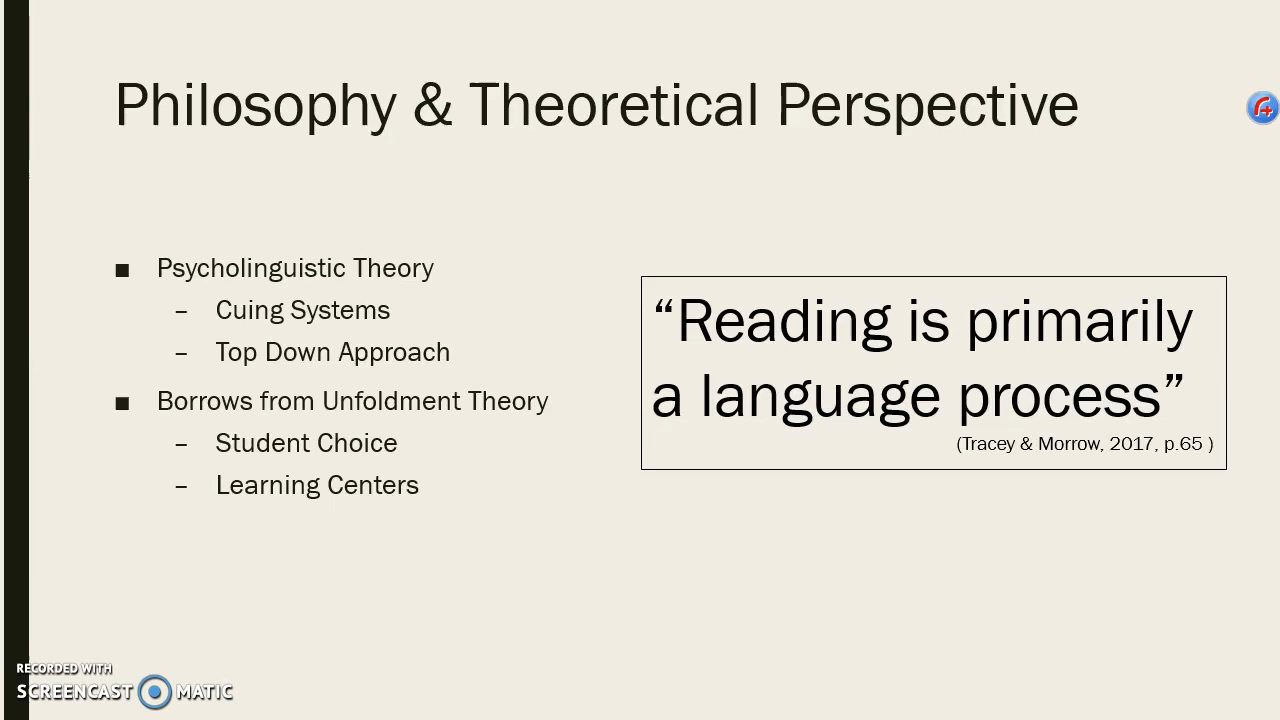 Philosophy & Theoretical Perspective
■ Psycholinguistic Theory
– Cuing Systems
– Top Down Approach
■ Borrows from Unfoldment Theory
– Student Choice
– Learning Centers
“Reading is primarily
a language process”
(Tracey & Morrow, 2017, p.65 )
RECORDED WITH
SCREENCAST MATIC